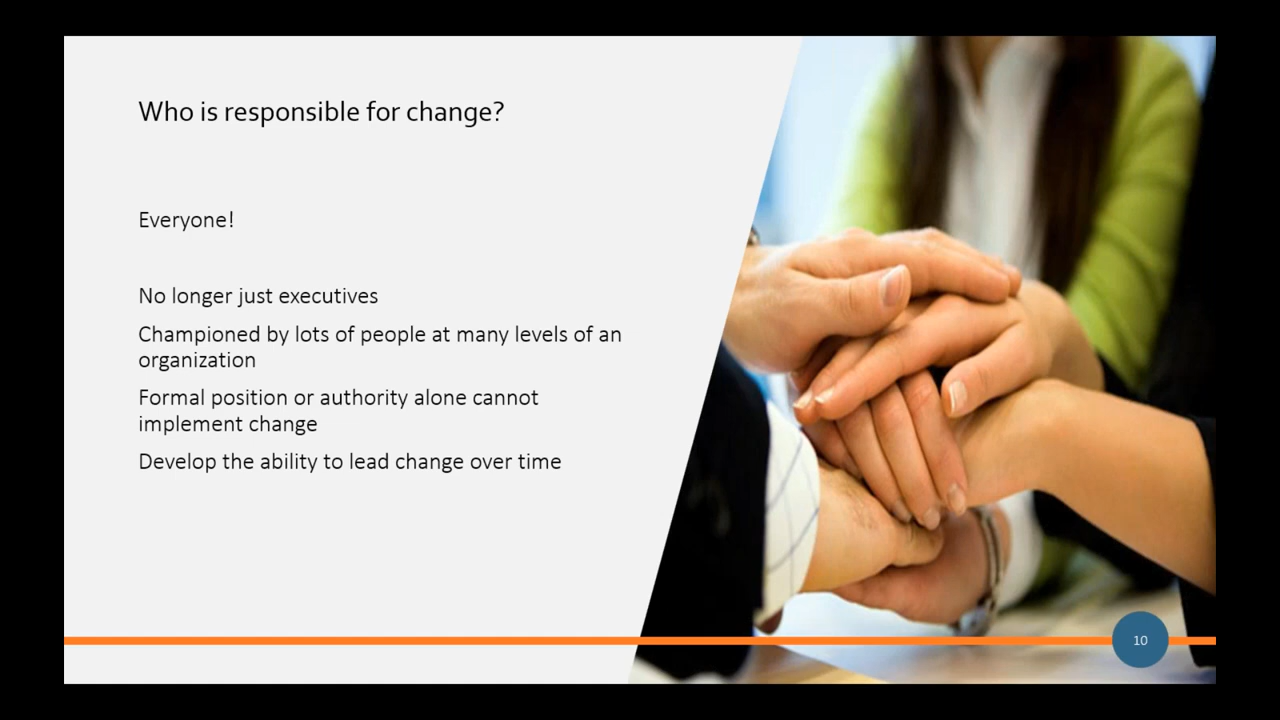 Who is responsible for change?
Everyone!
No longer just executives
Championed by lots of people at many levels of an
organization
Formal position or authority alone cannot
implement change
Develop the ability to lead change over time
10